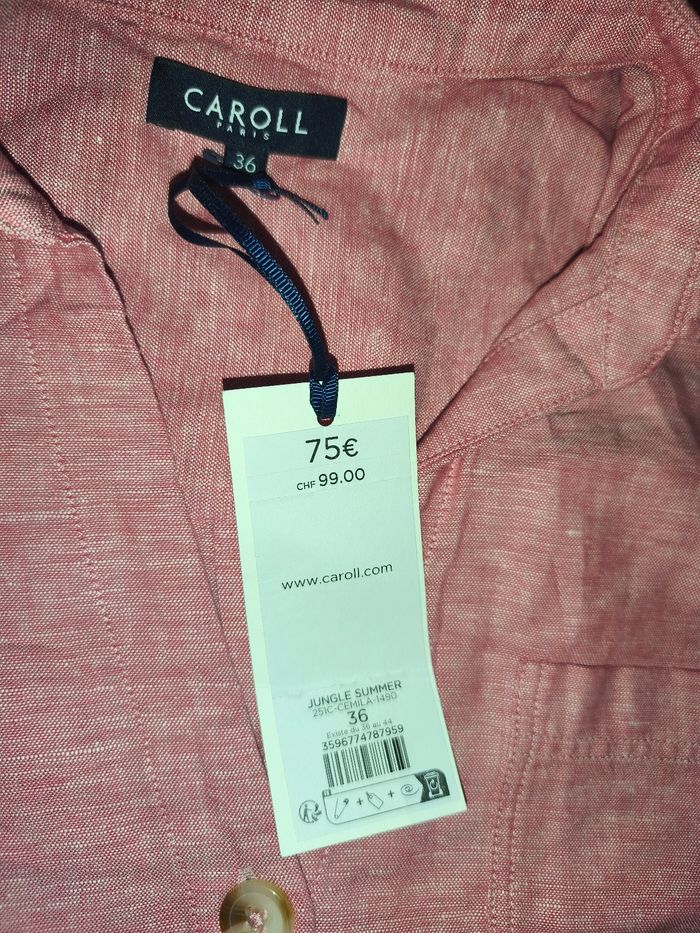 CAROLL
PARIS
36
75€
CHF 99.00
www.caroll.com
JUNGLE SUMMER
251C-CEMILA-1490
36
Existe du 36 au 44
3596774787959